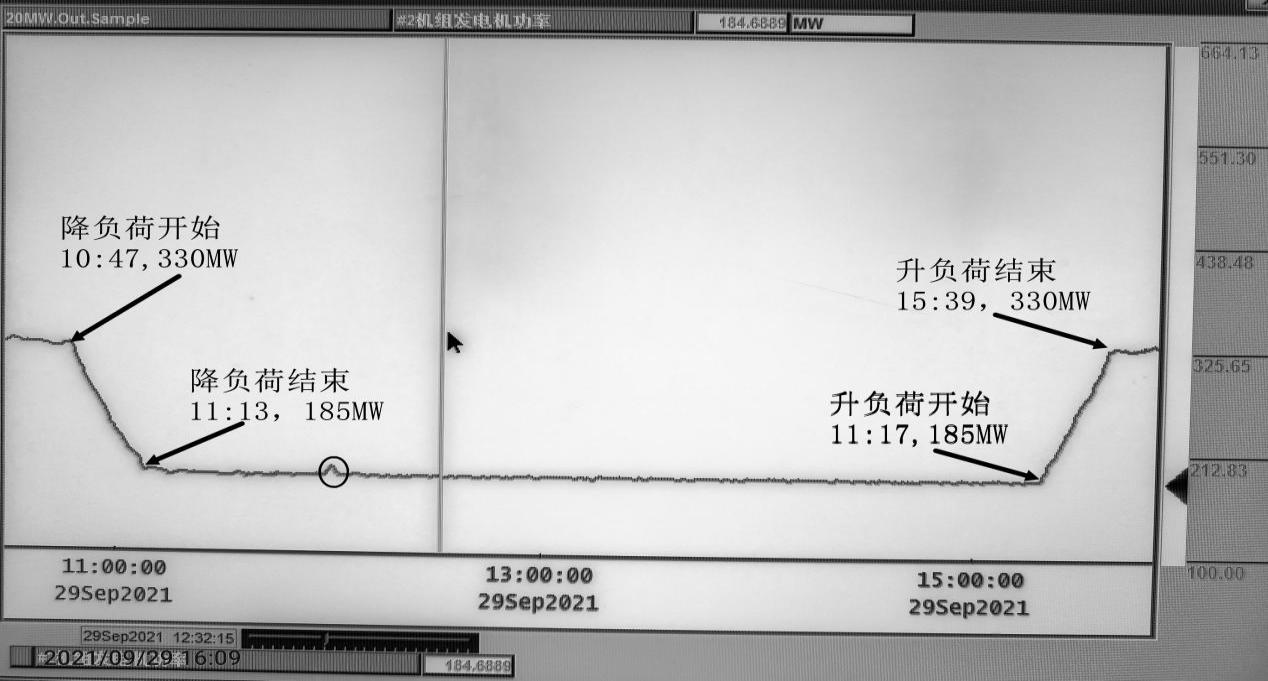 20MW.Out.Sample
#2机组发电机功率
184.6889
MW
664.13
551.30
438.48
325.65
212.83
100.00
降负荷开始
10:47,330MW
降负荷结束
11:13, 185MW
升负荷结束
15:39, 330MW
升负荷开始
11:17,185MW
11:00:00
29Sep2021
13:00:00
29Sep2021
15:00:00
29Sep2021
29Sep2021 12:32:15
2021/09/29 16:09
184.6889